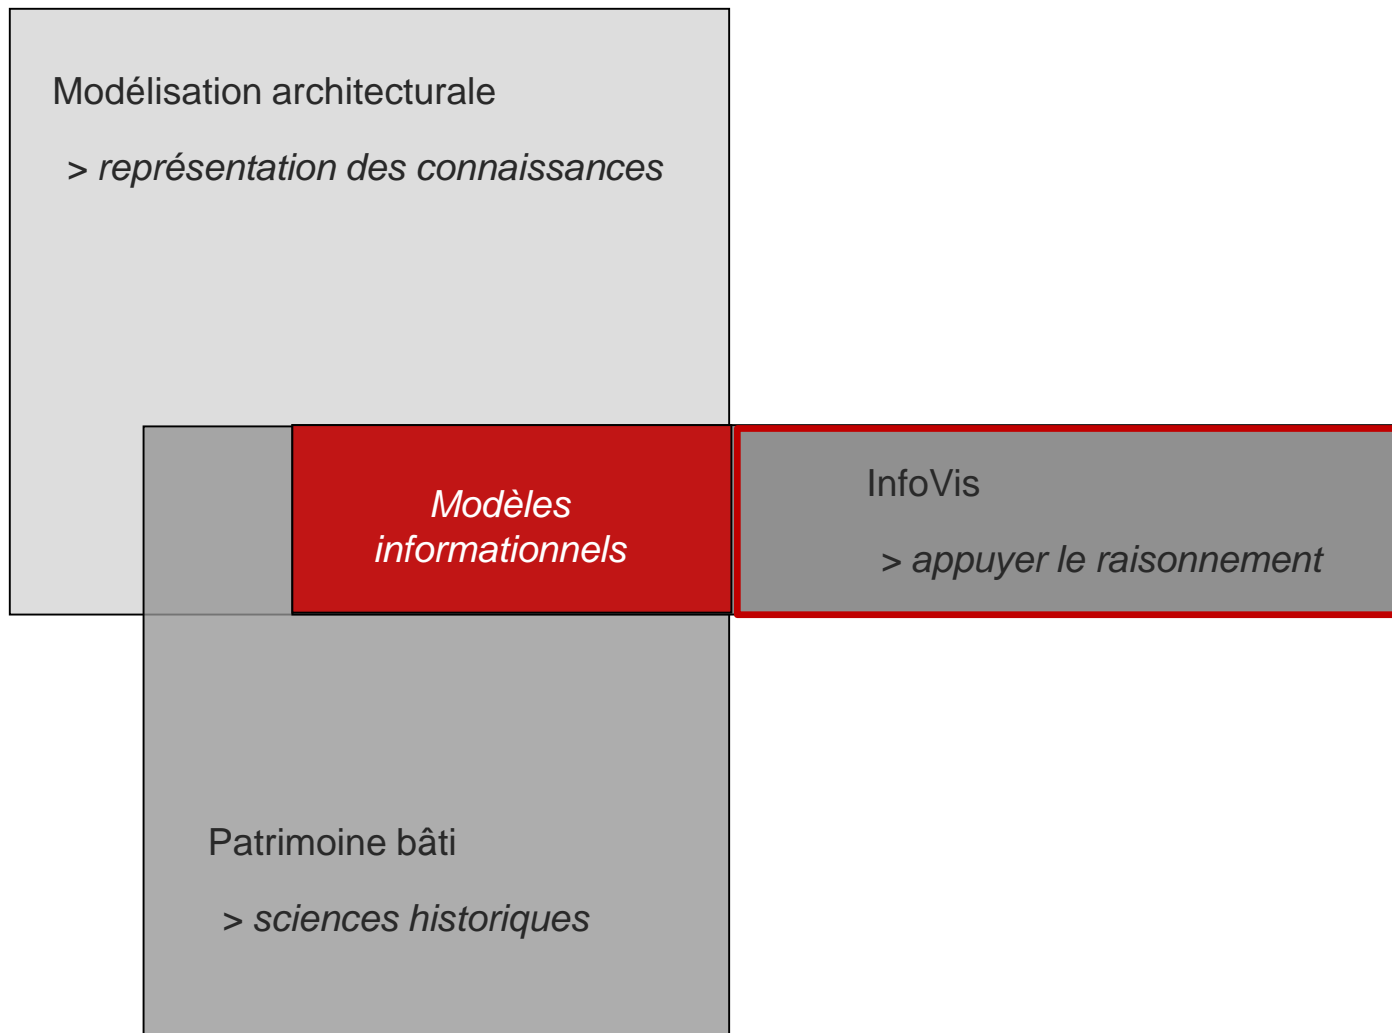 Modélisation architecturale
> représentation des connaissances
Modèles
informationnels
InfoVis
> appuyer le raisonnement
Patrimoine bâti
> sciences historiques